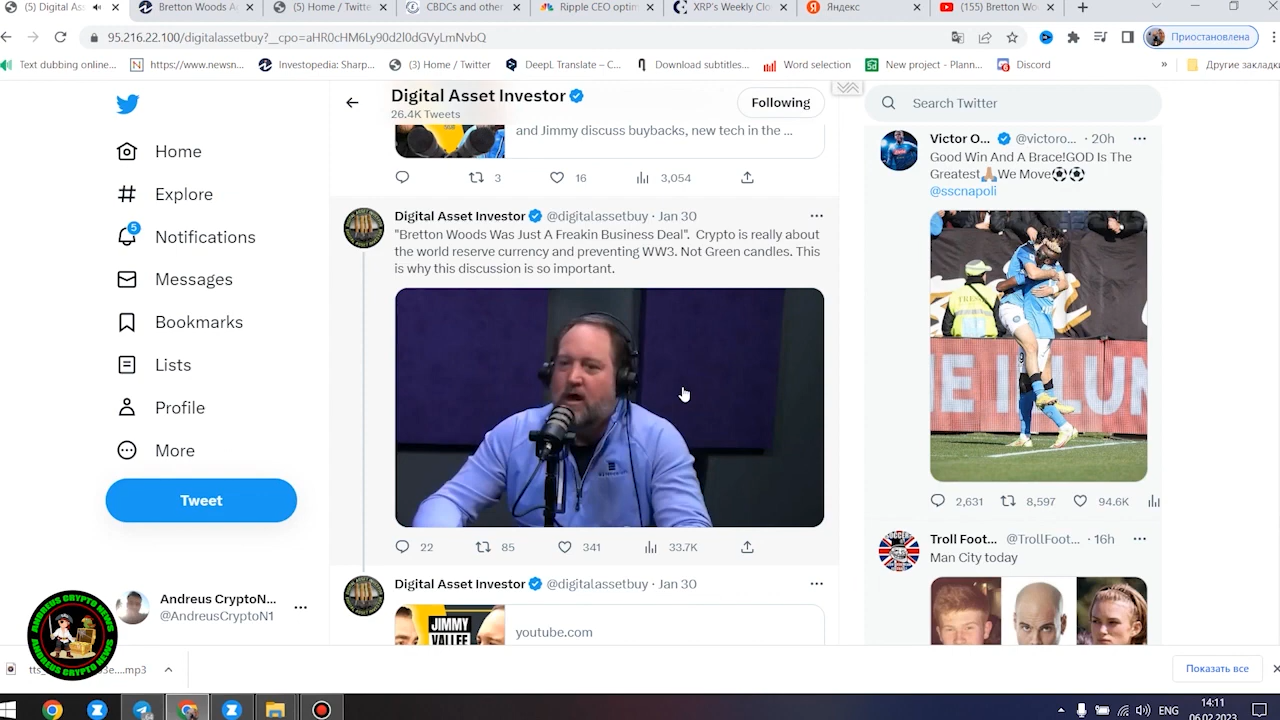 (5) Digital As
Bretton Woods A
(5) Home / Twitte
CBDCs and other
Ripple CEO optim
XRP's Weekly Clo
Яндекс
(155) Bretton Wo
95.216.22.100/digitalassetbuy?__cpo=aHR0cHM6Ly90d2l0dGVyLmNvbQ
Приостановлена
Text dubbing online...
https://www.newsn...
Investopedia: Sharp...
(3) Home / Twitter
DeepL Translate – C...
Download subtitles...
Word selection
New project - Plann...
Discord
»
Другие закладки
Home
Explore
5
Notifications
Messages
Bookmarks
Lists
Profile
More
Tweet
Andreus CryptoN...
@AndreusCryptoN1
ANDREUS CRYPTO NEWS
ANDREUS CRYPTO NEWS
Digital Asset Investor
26.4K Tweets
Following
and Jimmy discuss buybacks, new tech in the ...
3 16 3,054
Digital Asset Investor @digitalassetbuy · Jan 30
"Bretton Woods Was Just A Freakin Business Deal". Crypto is really about
the world reserve currency and preventing WW3. Not Green candles. This
is why this discussion is so important.
22 85 341 33.7K
Digital Asset Investor @digitalassetbuy · Jan 30
JIMMY
VALLEE
youtube.com
Search Twitter
Victor O... @victoro... · 20h
Good Win And A Brace!GOD Is The
Greatest🙏🏽We Move⚽⚽
@sscnapoli
2,631 8,597 94.6K
Troll Foot... @TrollFoot... · 16h
Man City today
Показать все
14:11
ENG
06.02.2023